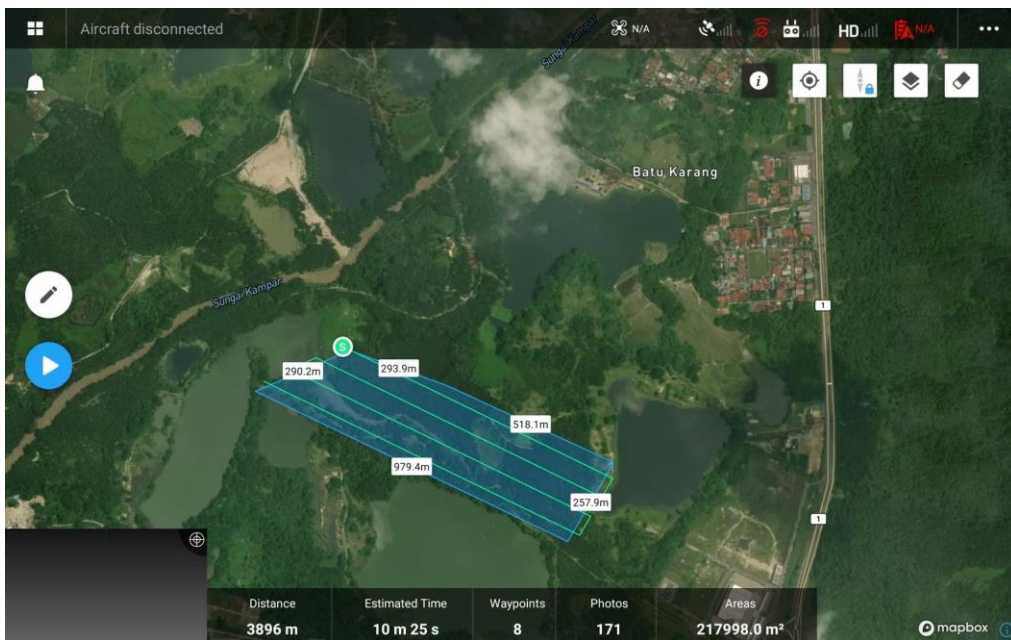 Aircraft disconnected
N/A
HD
N/A
Sungai Kampar
Batu Karang
Sungai Kampar
1
S
290.2m
293.9m
518.1m
979.4m
257.9m
1
Distance
Estimated Time
Waypoints
Photos
Areas
3896 m
10 m 25 s
8
171
217998.0 m²
mapbox